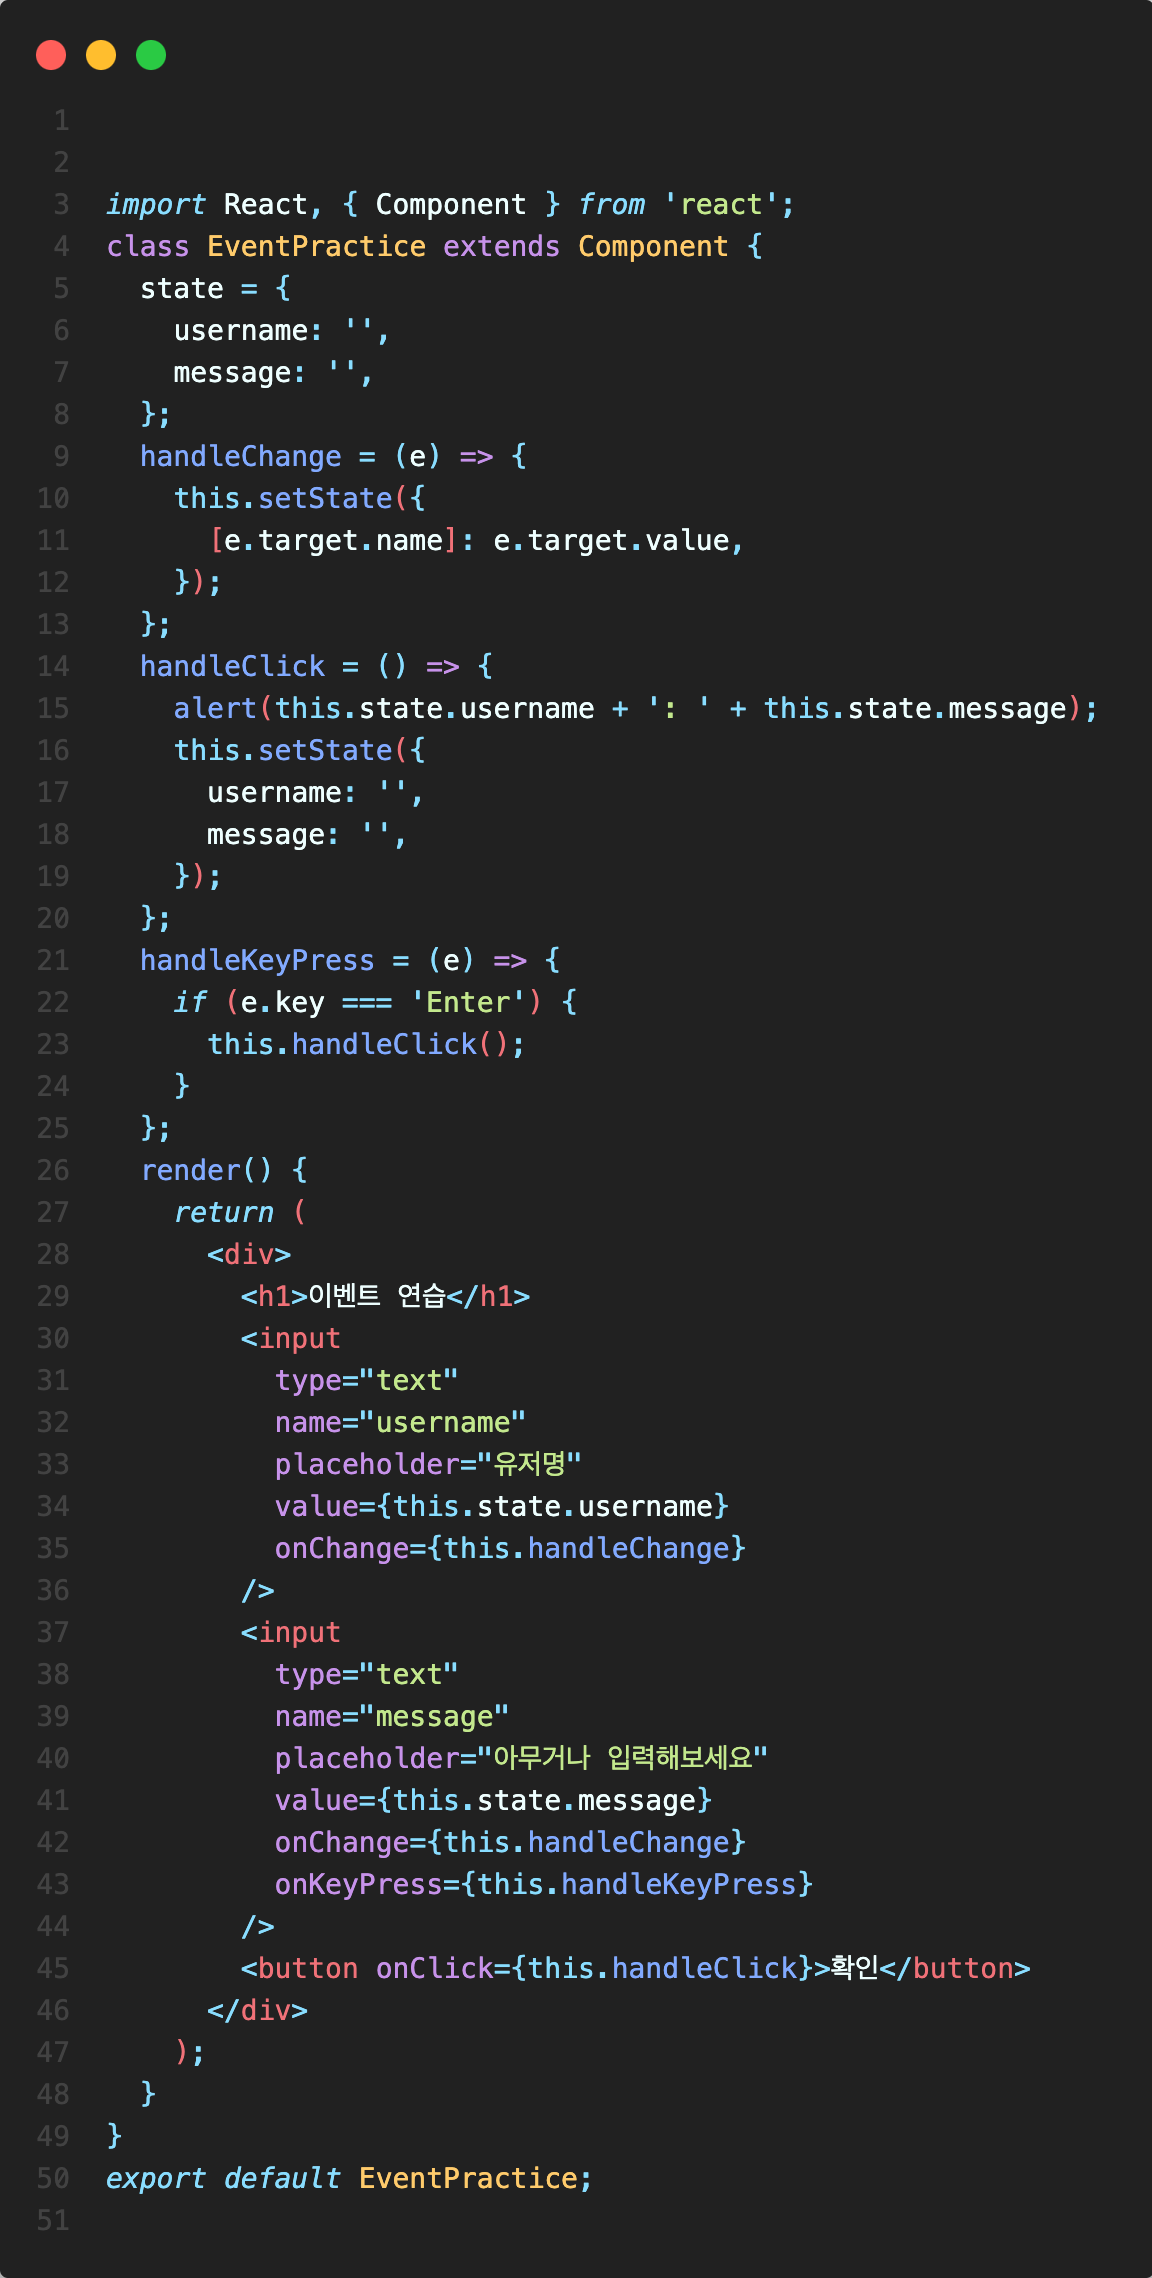 1
2
3 import React, { Component } from 'react';
4 class EventPractice extends Component {
5   state = {
6     username: '',
7     message: '',
8   };
9   handleChange = (e) => {
10     this.setState({
11       [e.target.name]: e.target.value,
12     });
13   };
14   handleClick = () => {
15     alert(this.state.username + ': ' + this.state.message);
16     this.setState({
17       username: '',
18       message: '',
19     });
20   };
21   handleKeyPress = (e) => {
22     if (e.key === 'Enter') {
23       this.handleClick();
24     }
25   };
26   render() {
27     return (
28       <div>
29         <h1>이벤트 연습</h1>
30         <input
31           type="text"
32           name="username"
33           placeholder="유저명"
34           value={this.state.username}
35           onChange={this.handleChange}
36         />
37         <input
38           type="text"
39           name="message"
40           placeholder="아무거나 입력해보세요"
41           value={this.state.message}
42           onChange={this.handleChange}
43           onKeyPress={this.handleKeyPress}
44         />
45         <button onClick={this.handleClick}>확인</button>
46       </div>
47     );
48   }
49 }
50 export default EventPractice;
51